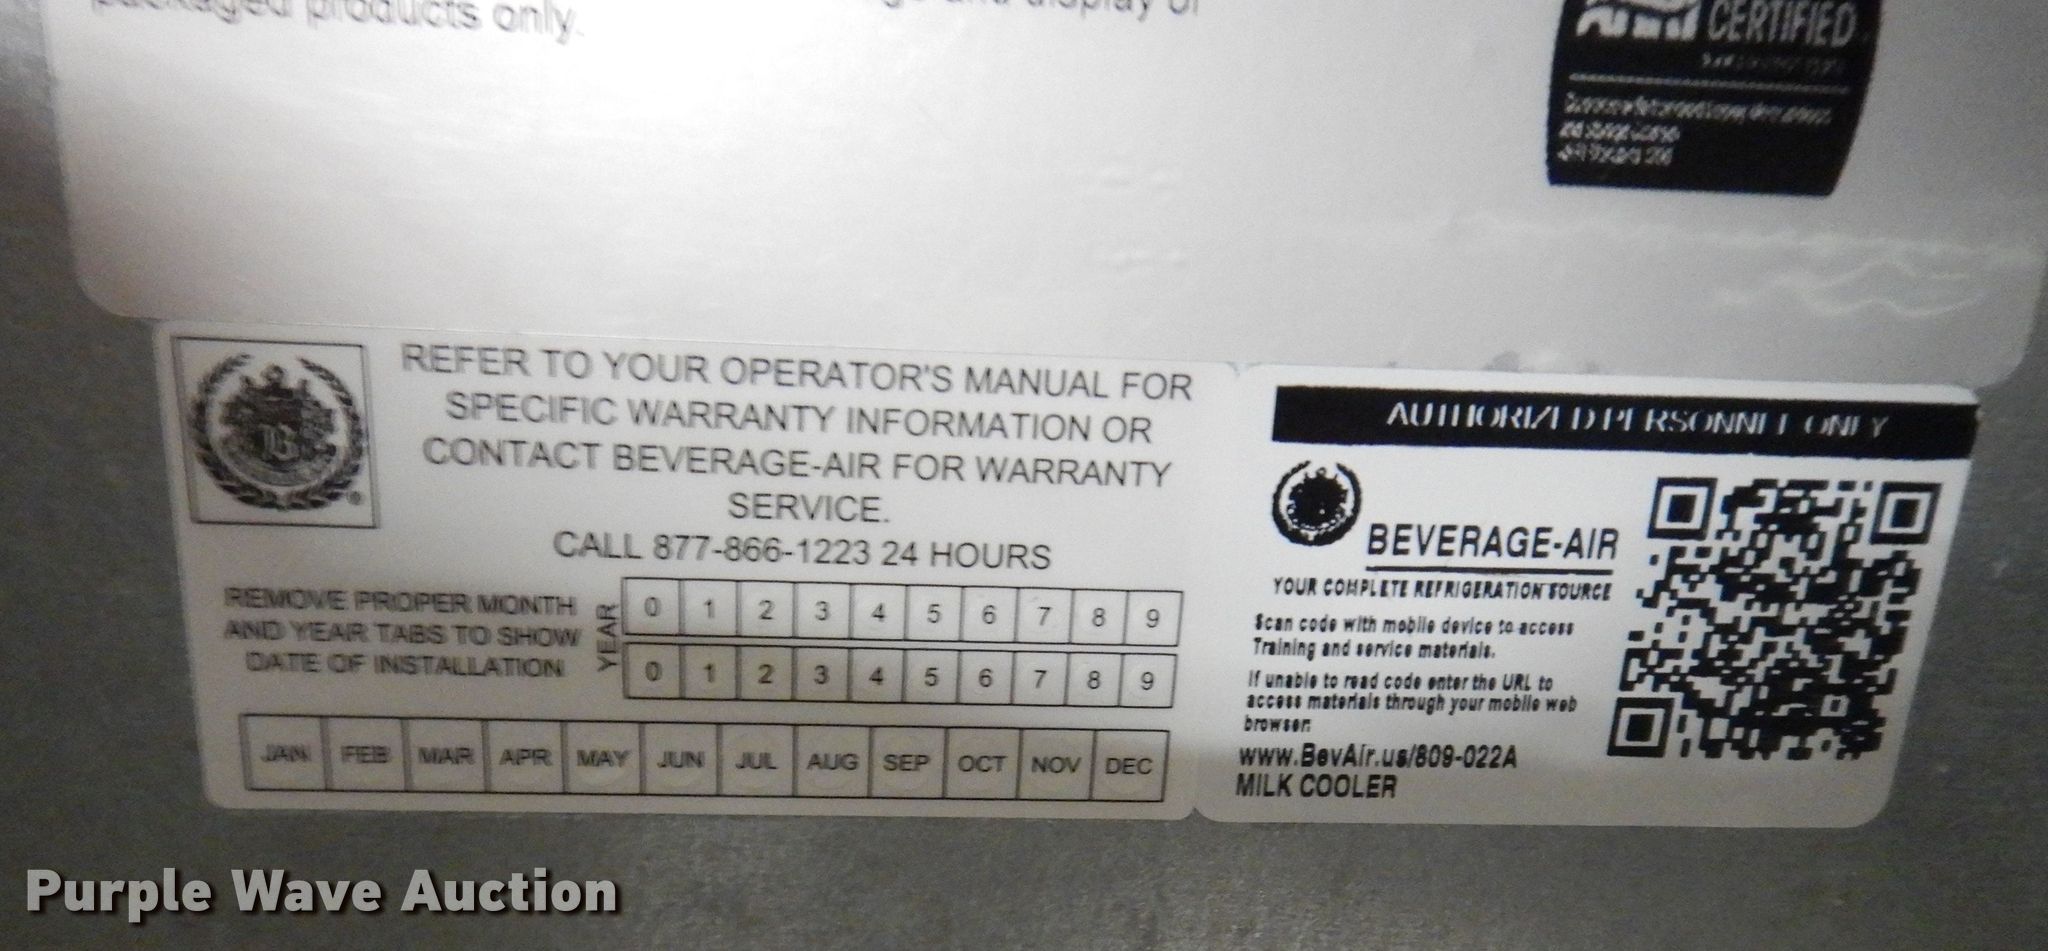 packaged products only.
and display of
CERTIFIED
REFER TO YOUR OPERATOR'S MANUAL FOR
SPECIFIC WARRANTY INFORMATION OR
CONTACT BEVERAGE-AIR FOR WARRANTY
SERVICE.
CALL 877-866-1223 24 HOURS
REMOVE PROPER MONTH
AND YEAR TABS TO SHOW
DATE OF INSTALLATION
YEAR
0 1 2 3 4 5 6 7 8 9
0 1 2 3 4 5 6 7 8 9
JAN FEB MAR APR MAY JUN JUL AUG SEP OCT NOV DEC
AUTHORIZED PERSONNEL ONLY
BEVERAGE-AIR
YOUR COMPLETE REFRIGERATION SOURCE
Scan code with mobile device to access
Training and service materials.
If unable to read code enter the URL to
access materials through your mobile web
browser:
www.BevAir.us/809-022A
MILK COOLER
Purple Wave Auction